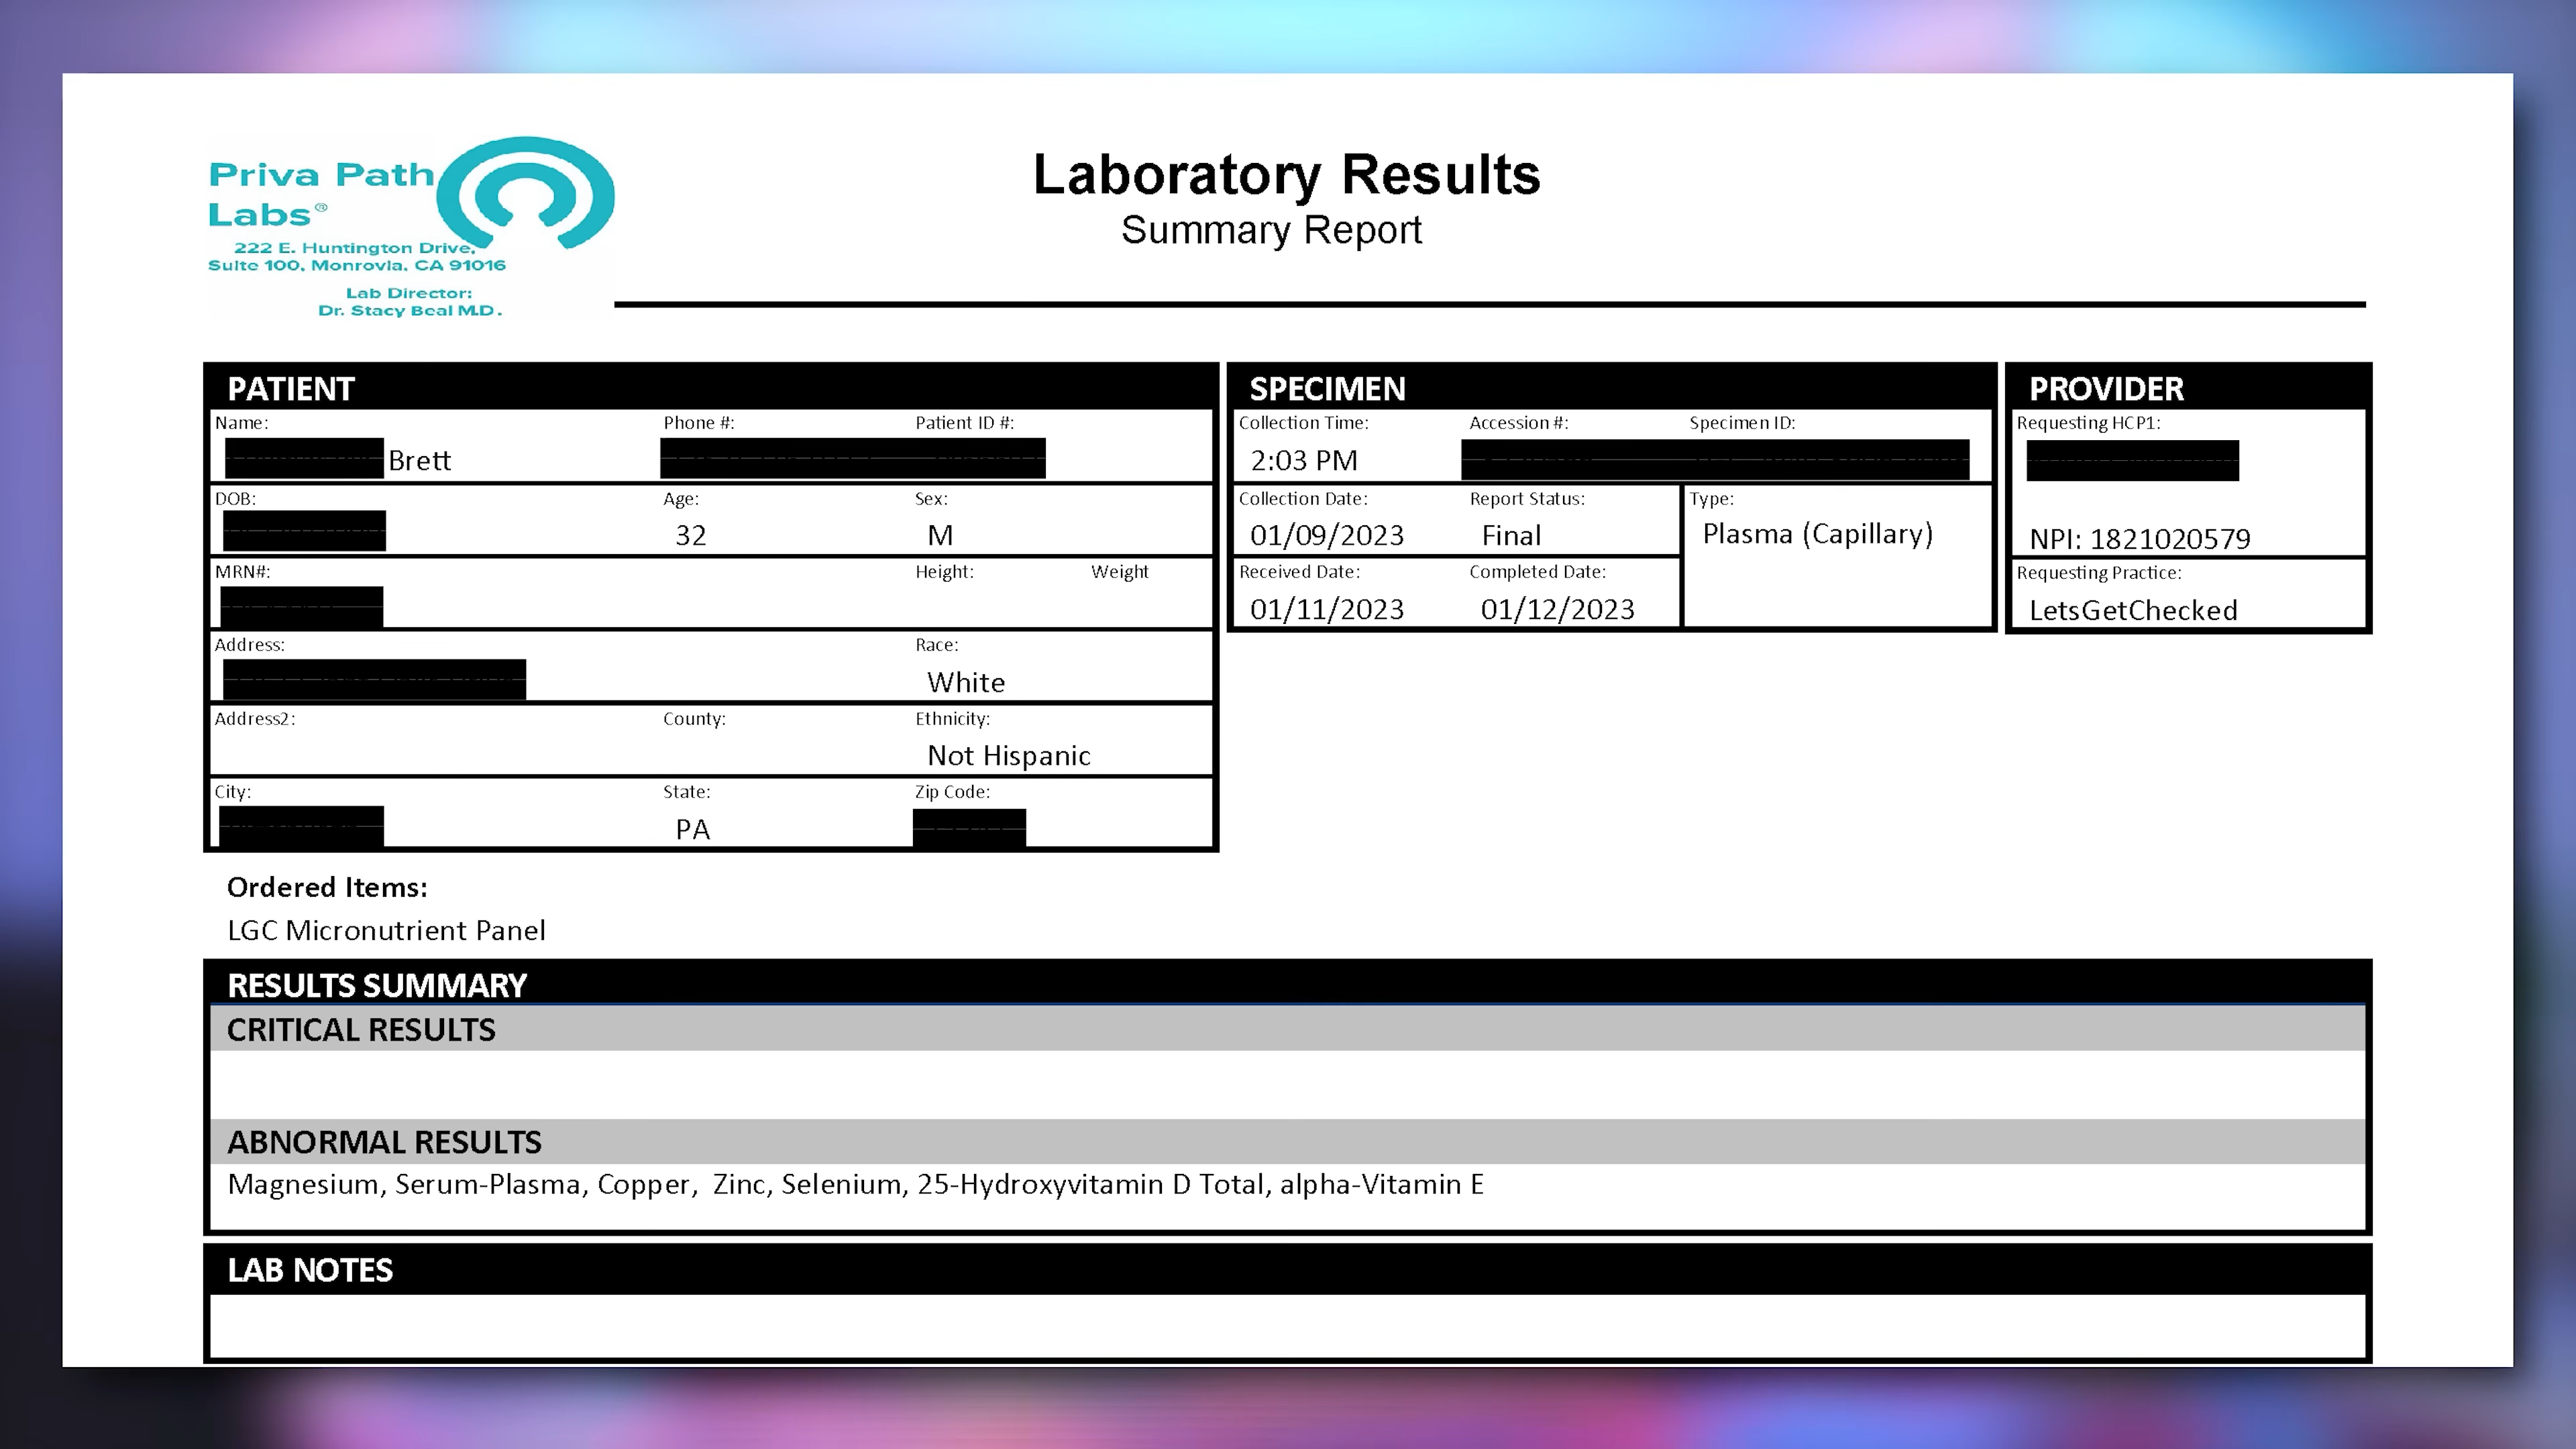 Priva Path
Labs®
222 E. Huntington Drive,
Suite 100, Monrovia, CA 91016
Lab Director:
Dr. Stacy Beal M.D.
Laboratory Results
Summary Report
PATIENT
Name: Phone #: Patient ID #:
Brett
DOB: Age: Sex:
32 M
MRN#: Height: Weight
Address: Race:
White
Address2: County: Ethnicity:
Not Hispanic
City: State: Zip Code:
PA
SPECIMEN
Collection Time: Accession #: Specimen ID:
2:03 PM
Collection Date: Report Status: Type:
01/09/2023 Final Plasma (Capillary)
Received Date: Completed Date:
01/11/2023 01/12/2023
PROVIDER
Requesting HCP1:
NPI: 1821020579
Requesting Practice:
LetsGetChecked
Ordered Items:
LGC Micronutrient Panel
RESULTS SUMMARY
CRITICAL RESULTS
ABNORMAL RESULTS
Magnesium, Serum-Plasma, Copper, Zinc, Selenium, 25-Hydroxyvitamin D Total, alpha-Vitamin E
LAB NOTES